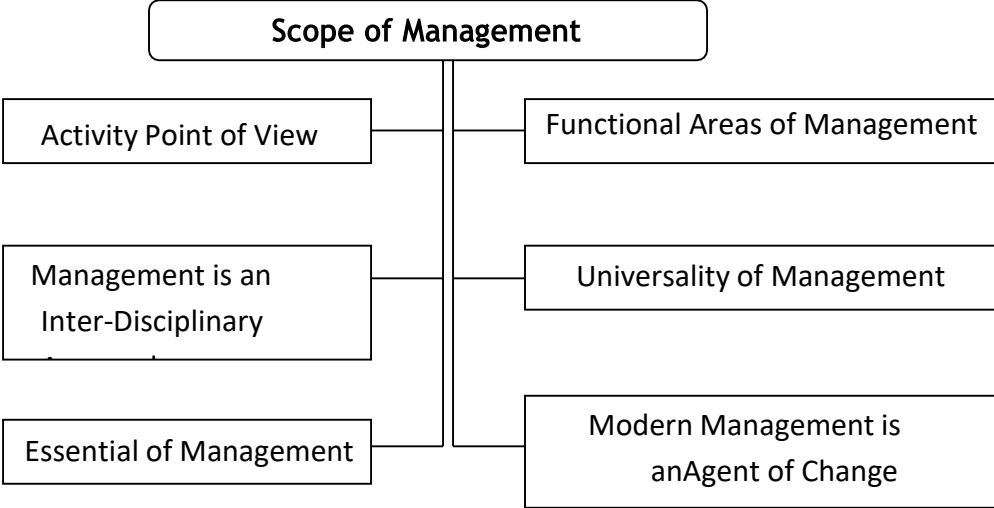 Scope of Management
Activity Point of View
Functional Areas of Management
Management is an
Inter-Disciplinary
Universality of Management
Essential of Management
Modern Management is
anAgent of Change